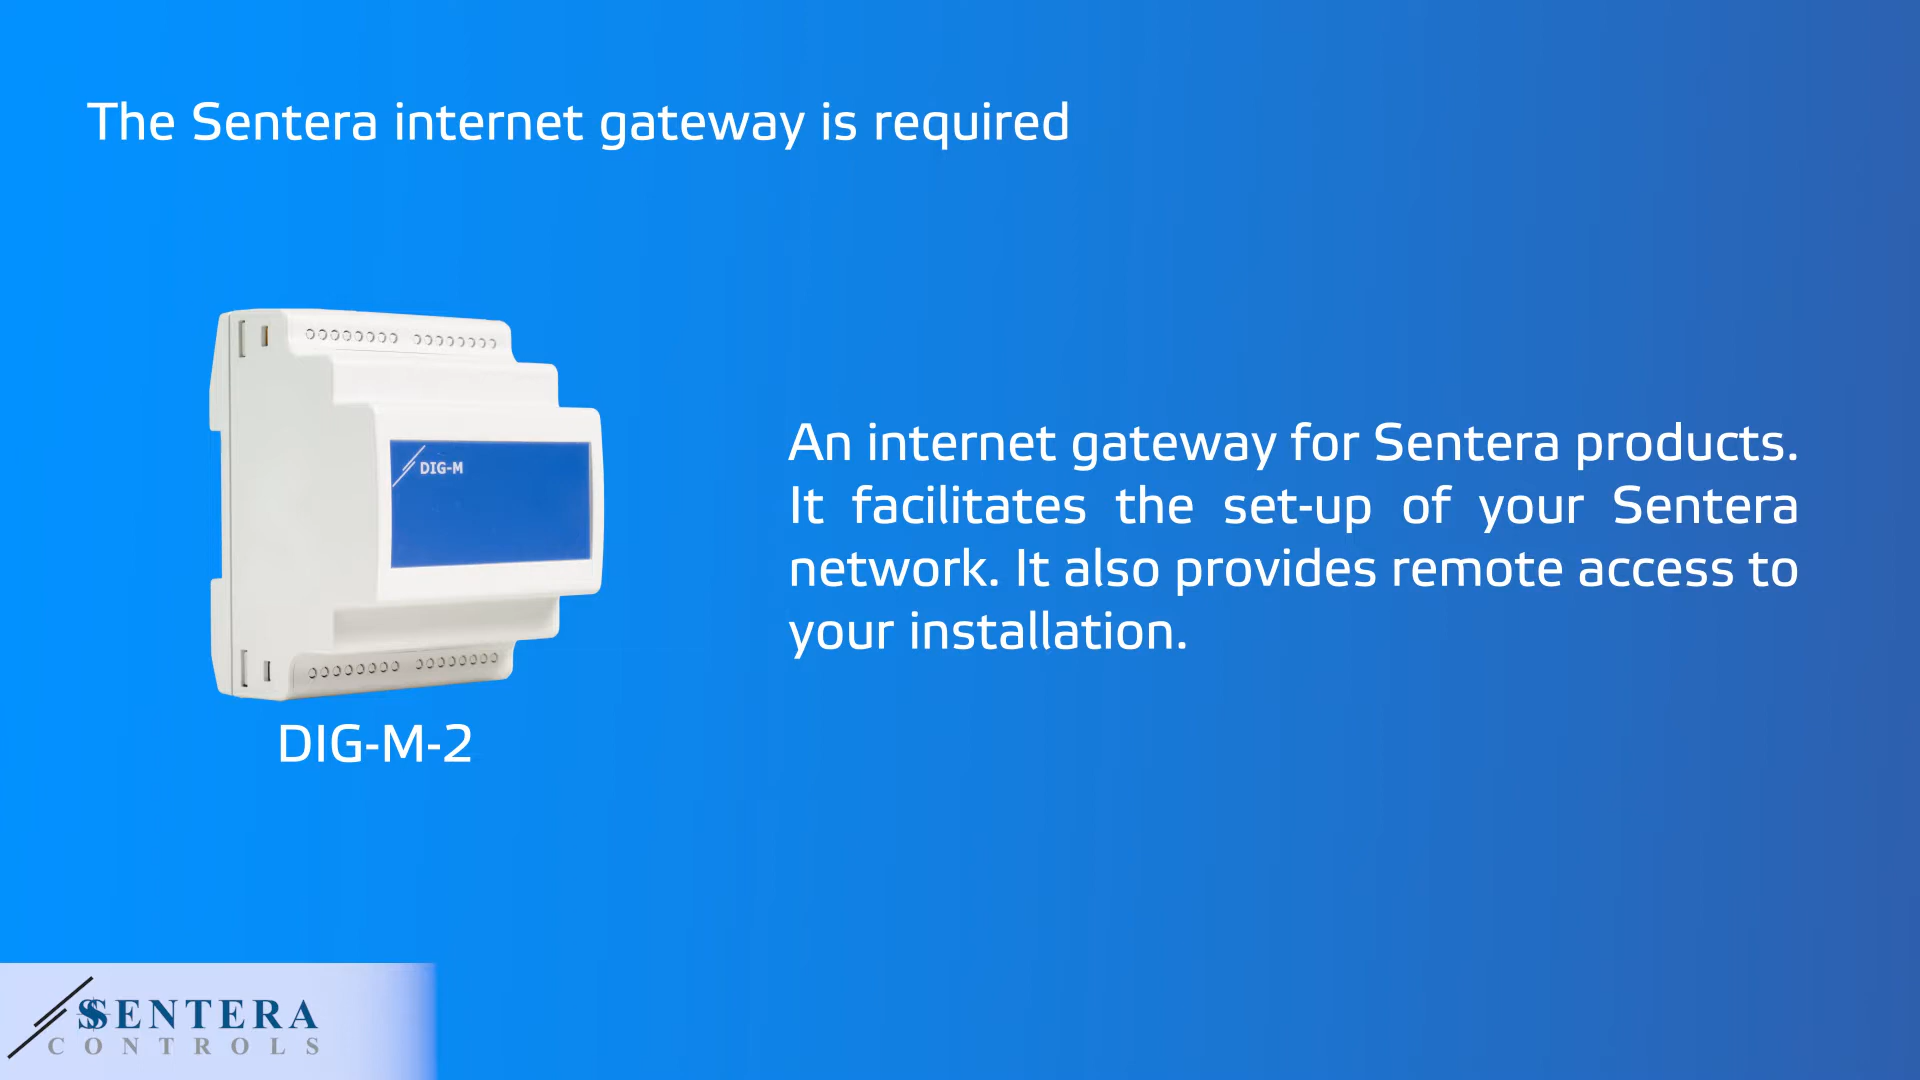 The Sentera internet gateway is required
DIG-M
An internet gateway for Sentera products.
It facilitates the set-up of your Sentera
network. It also provides remote access to
your installation.
DIG-M-2
SENTERA
CONTROLS